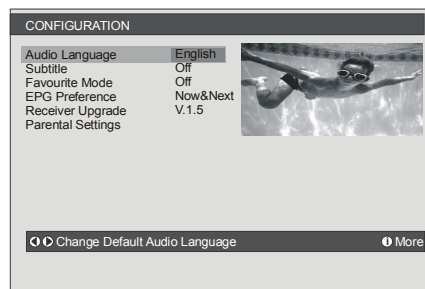 CONFIGURATION
Audio Language English
Subtitle Off
Favourite Mode Off
EPG Preference Now&Next
Receiver Upgrade V.1.5
Parental Settings
Change Default Audio Language More